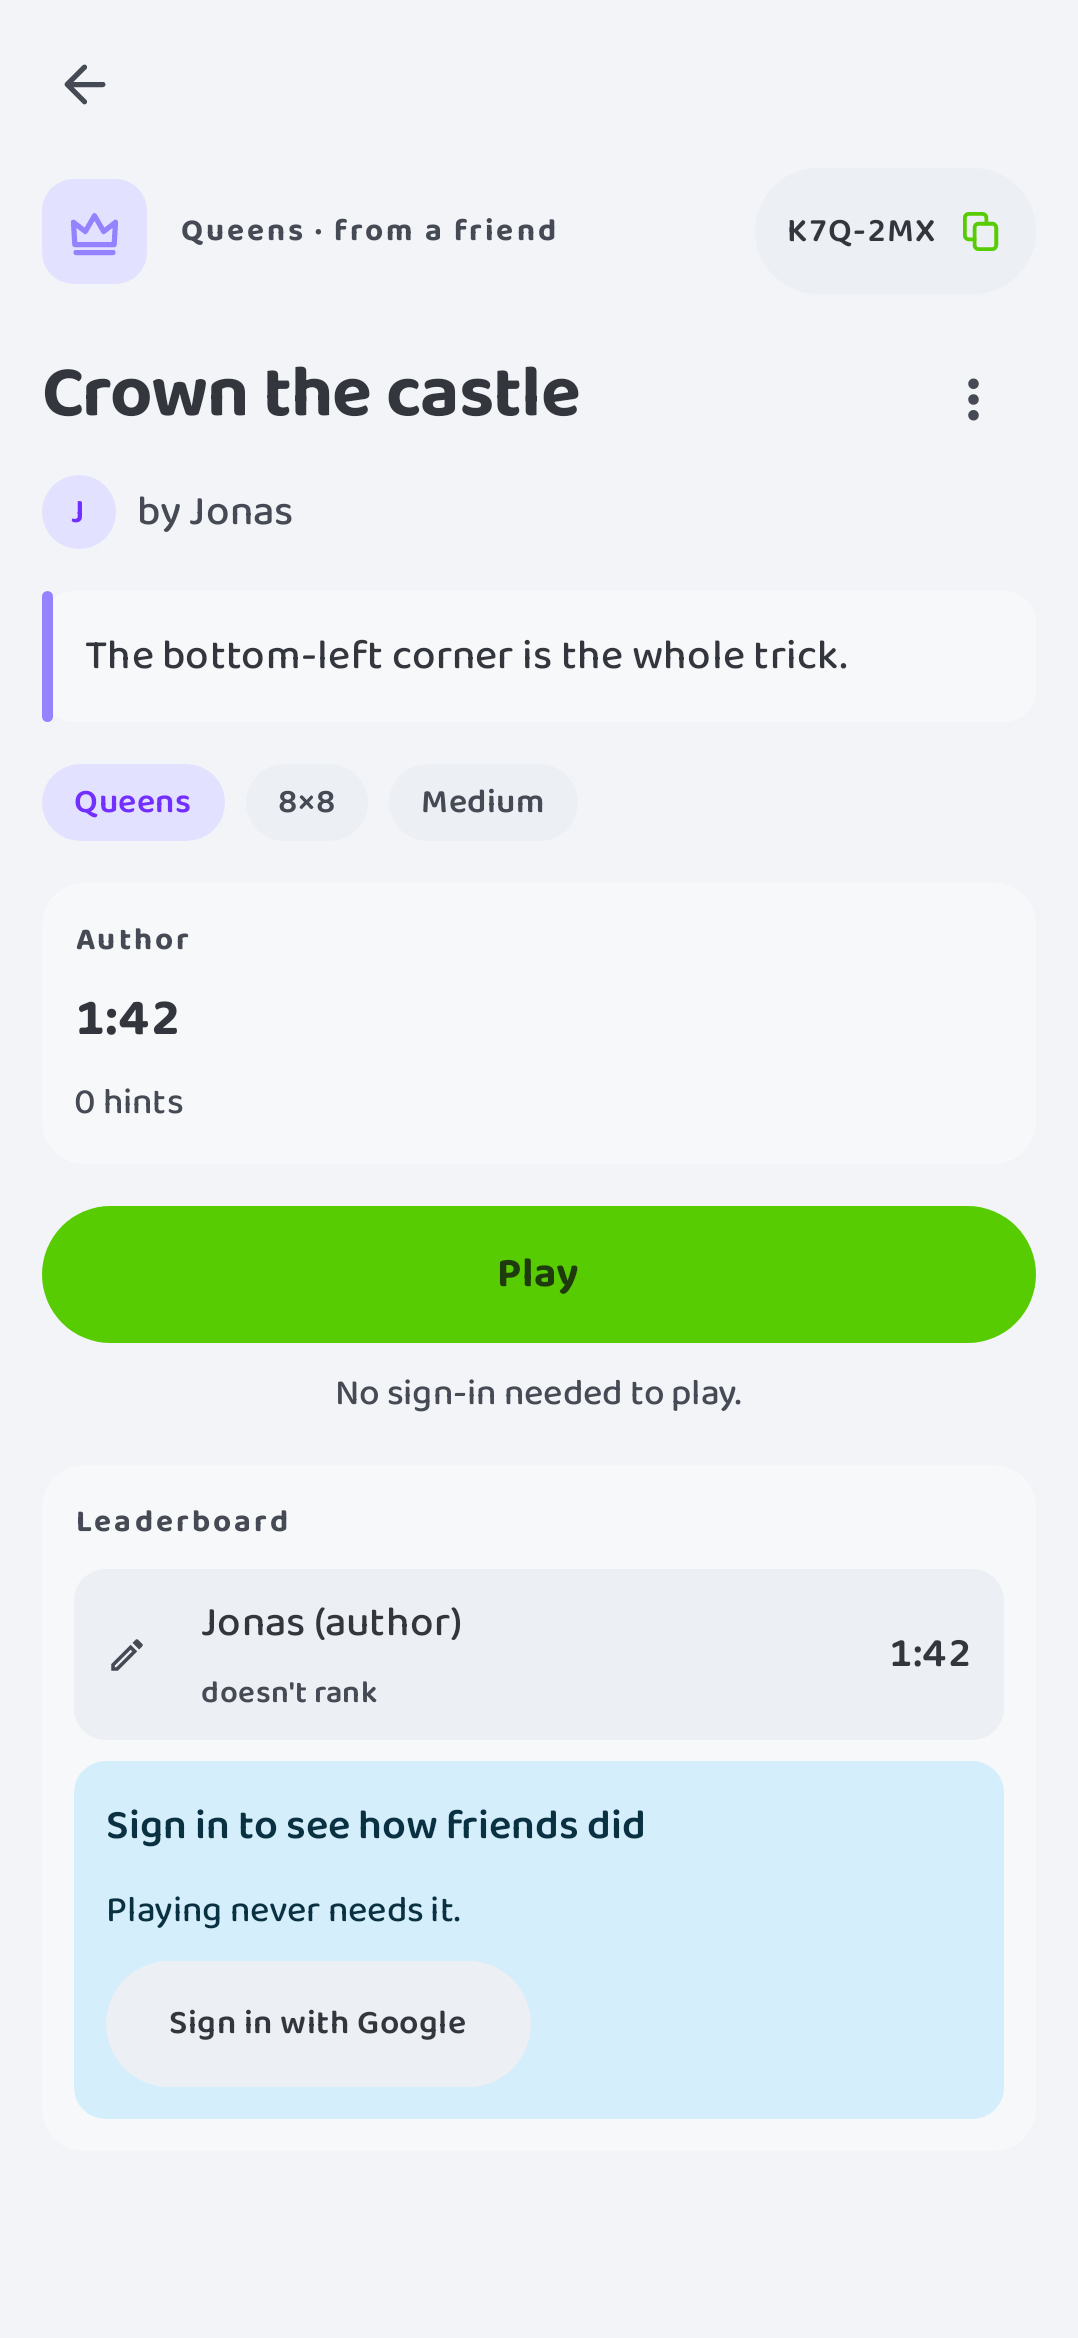 Queens · from a friend
K7Q-2MX
Crown the castle
J
by Jonas
The bottom-left corner is the whole trick.
Queens
8×8
Medium
Author
1:42
0 hints
Play
No sign-in needed to play.
Leaderboard
Jonas (author)
1:42
doesn't rank
Sign in to see how friends did
Playing never needs it.
Sign in with Google